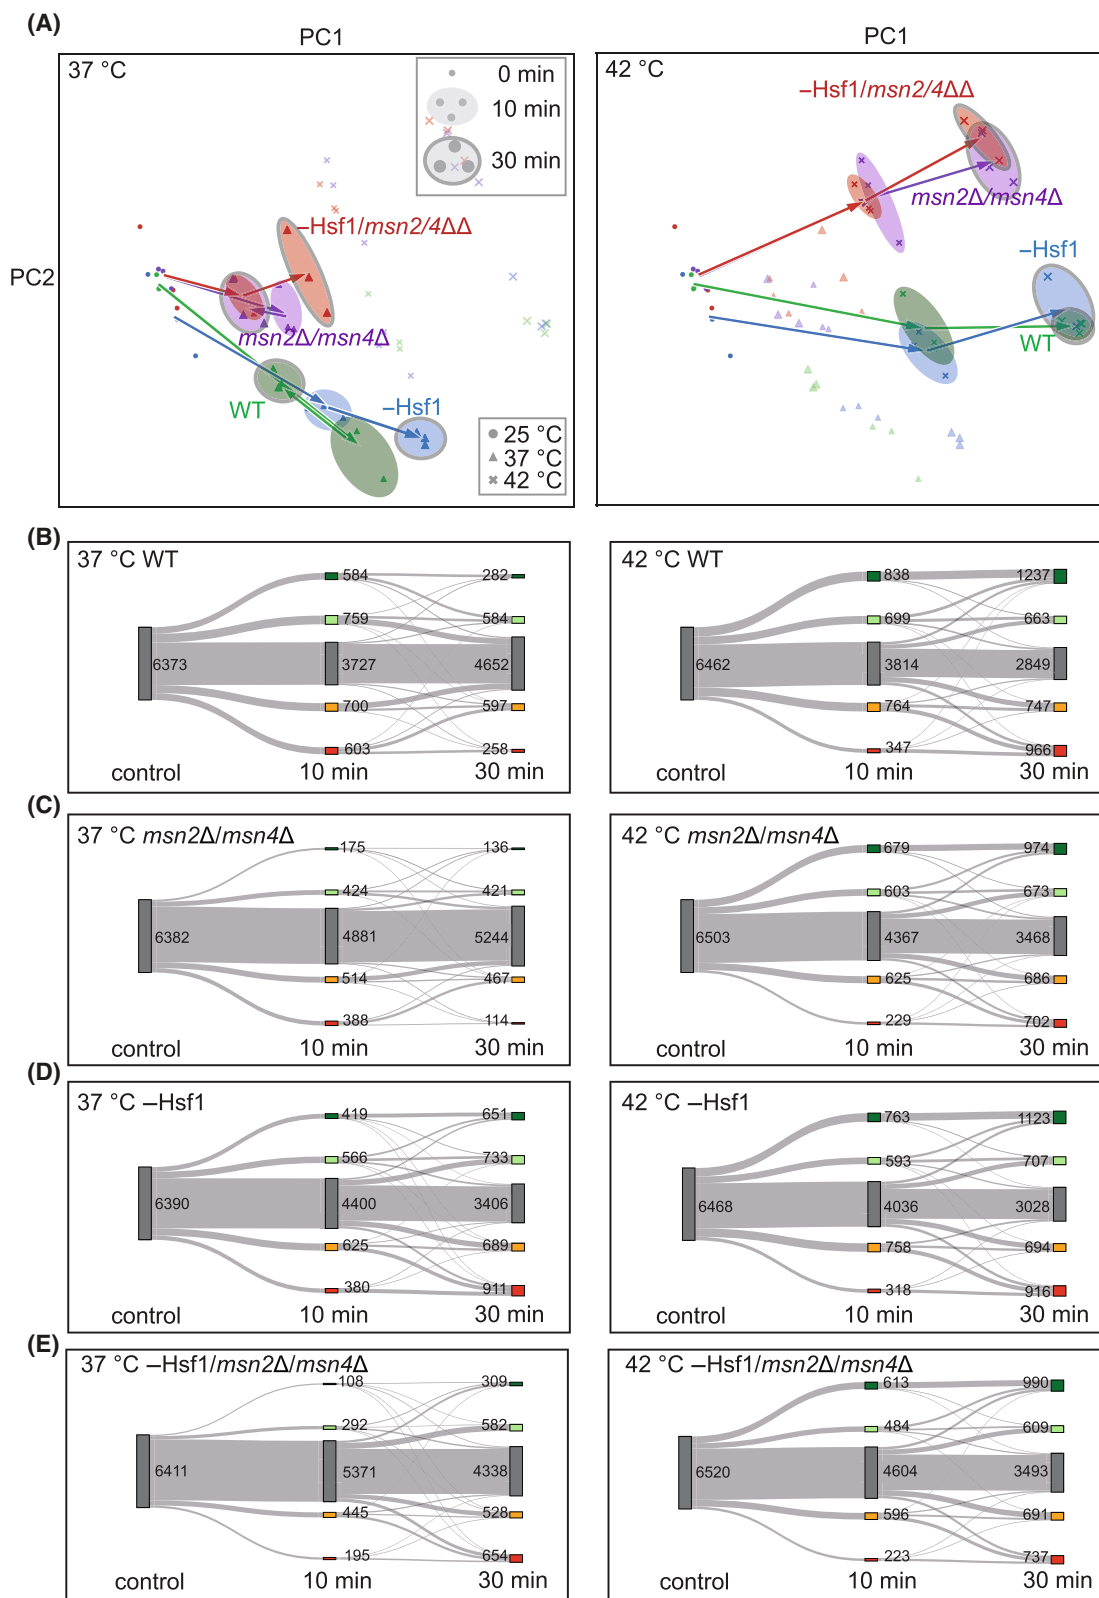 (A)
PC1
PC1
37 °C
0 min
10 min
30 min
42 °C
–Hsf1/msn2/4ΔΔ
msn2Δ/msn4Δ
–Hsf1
WT
PC2
–Hsf1/msn2/4ΔΔ
msn2Δ/msn4Δ
WT
–Hsf1
25 °C
37 °C
42 °C
(B)
37 °C WT
584 282
759 584
6373 3727 4652
700 597
603 258
control 10 min 30 min
42 °C WT
838 1237
699 663
6462 3814 2849
764 747
347 966
control 10 min 30 min
(C)
37 °C msn2Δ/msn4Δ
175 136
424 421
6382 4881 5244
514 467
388 114
control 10 min 30 min
42 °C msn2Δ/msn4Δ
679 974
603 673
6503 4367 3468
625 686
229 702
control 10 min 30 min
(D)
37 °C –Hsf1
419 651
566 733
6390 4400 3406
625 689
380 911
control 10 min 30 min
42 °C –Hsf1
763 1123
593 707
6468 4036 3028
758 694
318 916
control 10 min 30 min
(E)
37 °C –Hsf1/msn2Δ/msn4Δ
108 309
292 582
6411 5371 4338
445 528
195 654
control 10 min 30 min
42 °C –Hsf1/msn2Δ/msn4Δ
613 990
484 609
6520 4604 3493
596 691
223 737
control 10 min 30 min